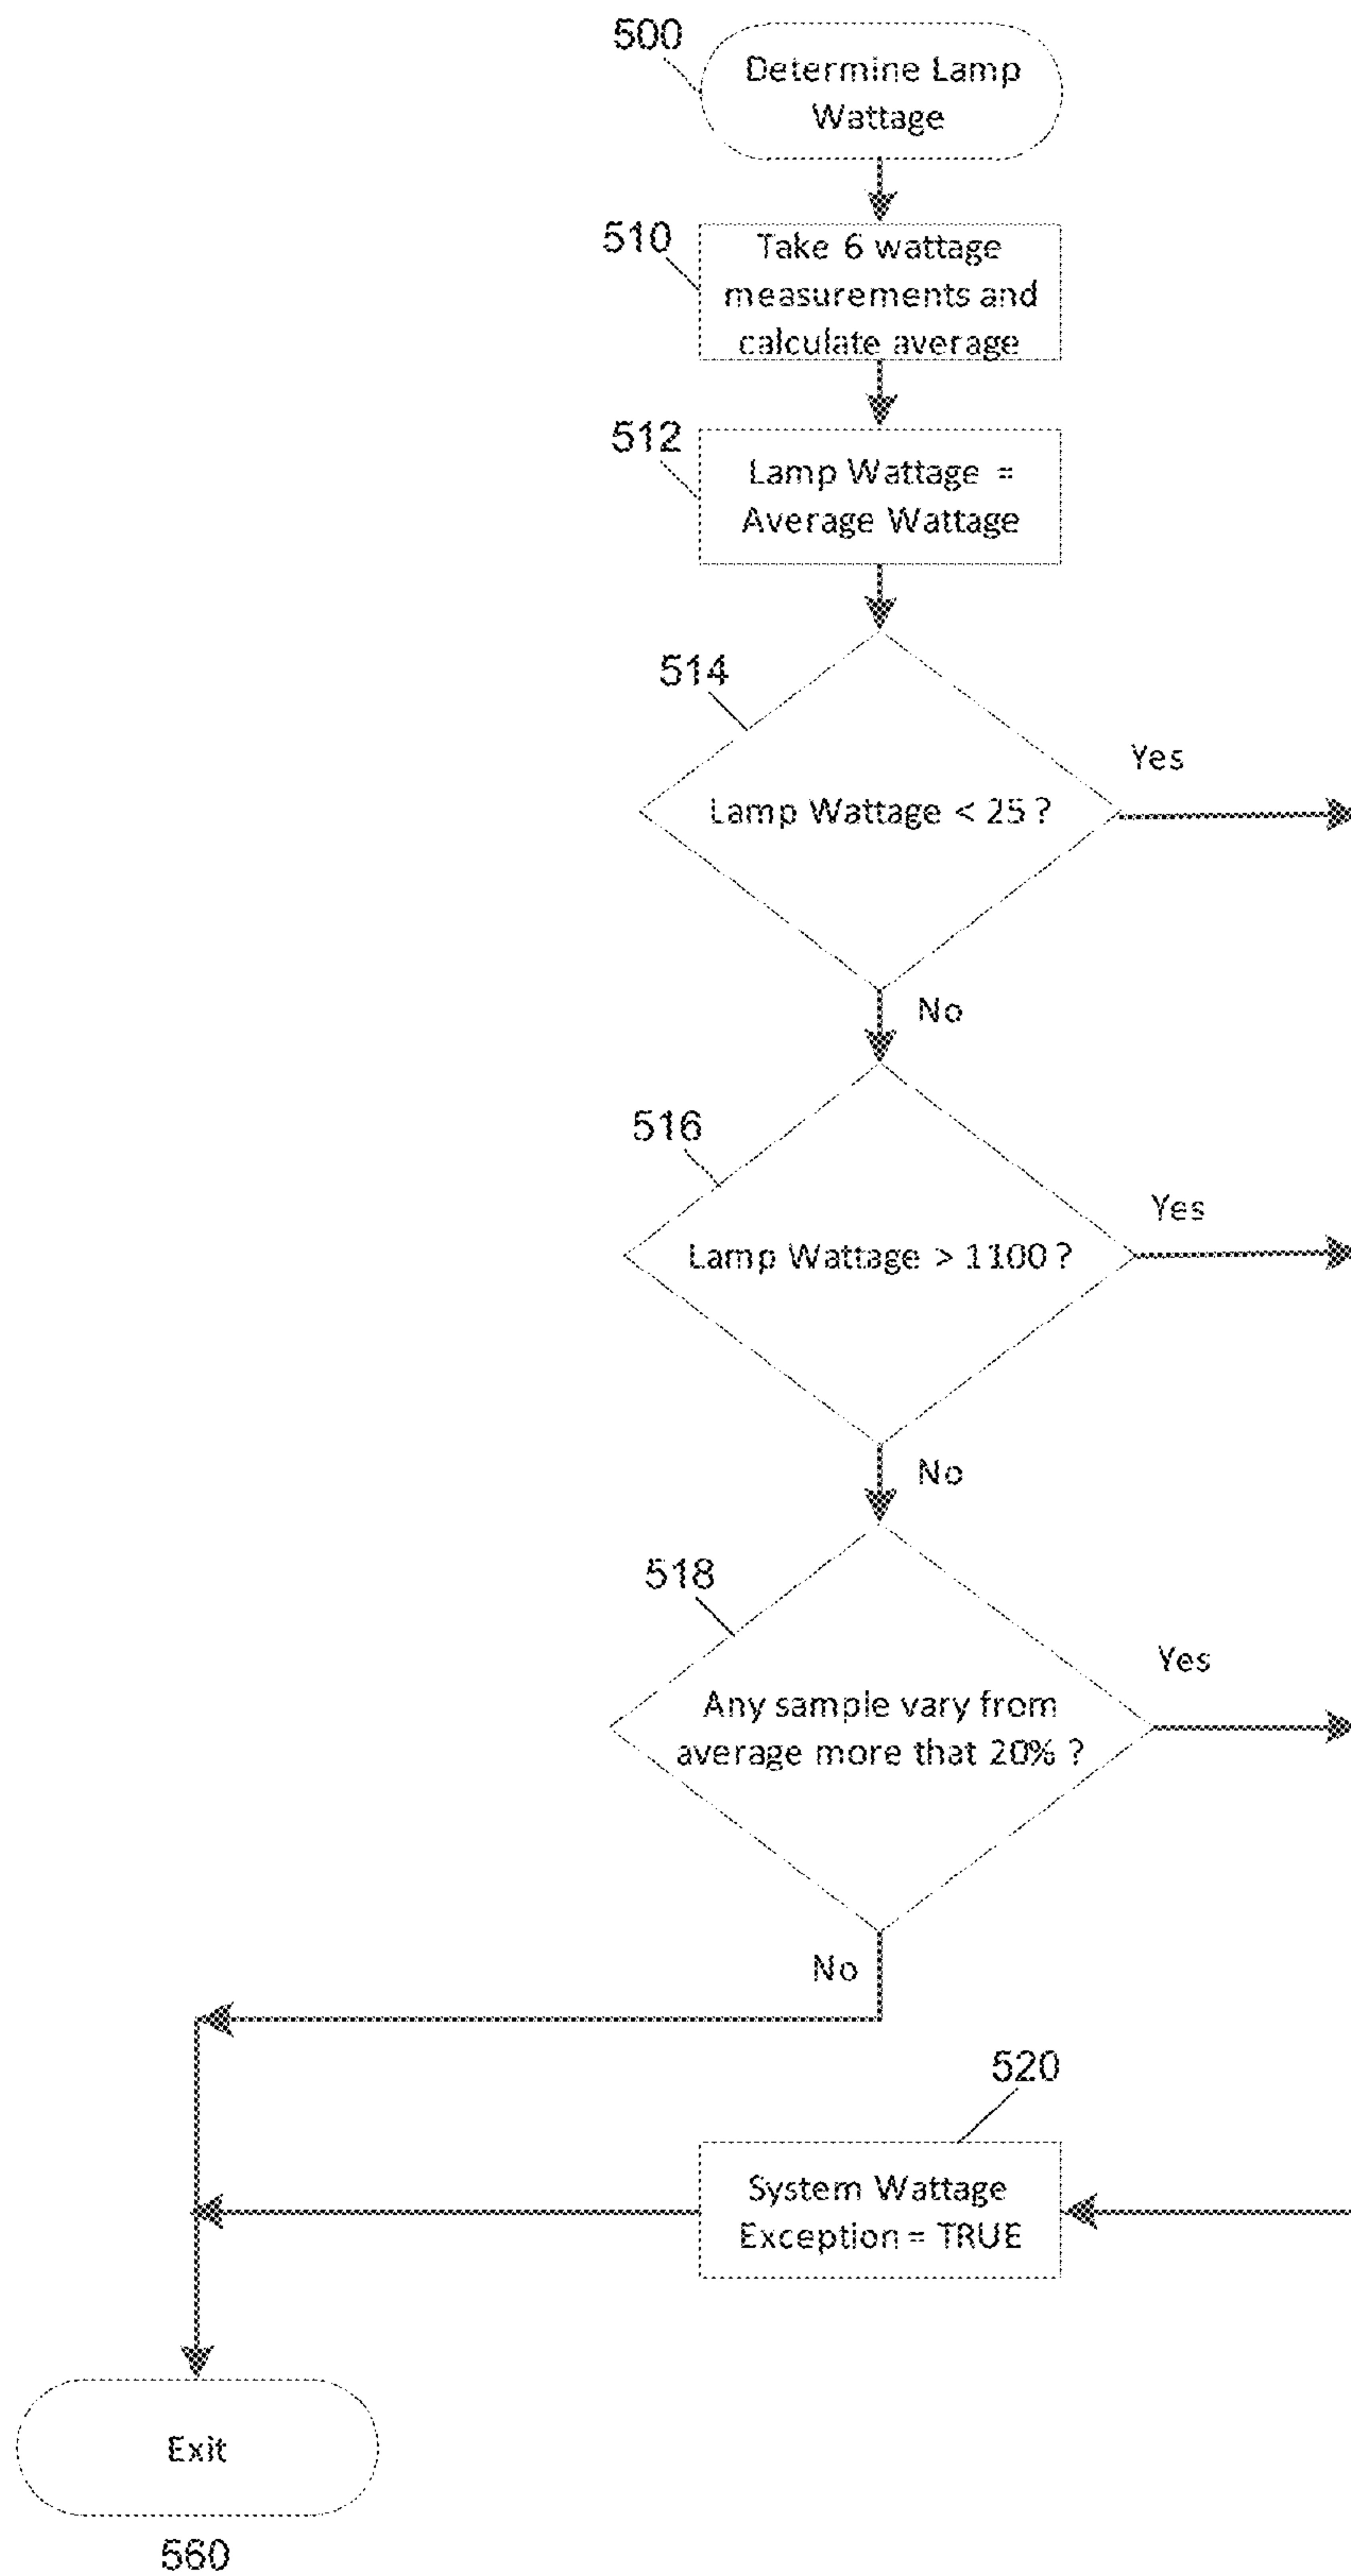 500
Determine Lamp
Wattage
510
Take 6 wattage
measurements and
calculate average
512
Lamp Wattage =
Average Wattage
514
Yes
Lamp Wattage < 25 ?
No
516
Yes
Lamp Wattage > 1100 ?
No
518
Yes
Any sample vary from
average more that 20% ?
No
520
System Wattage
Exception = TRUE
Exit
560